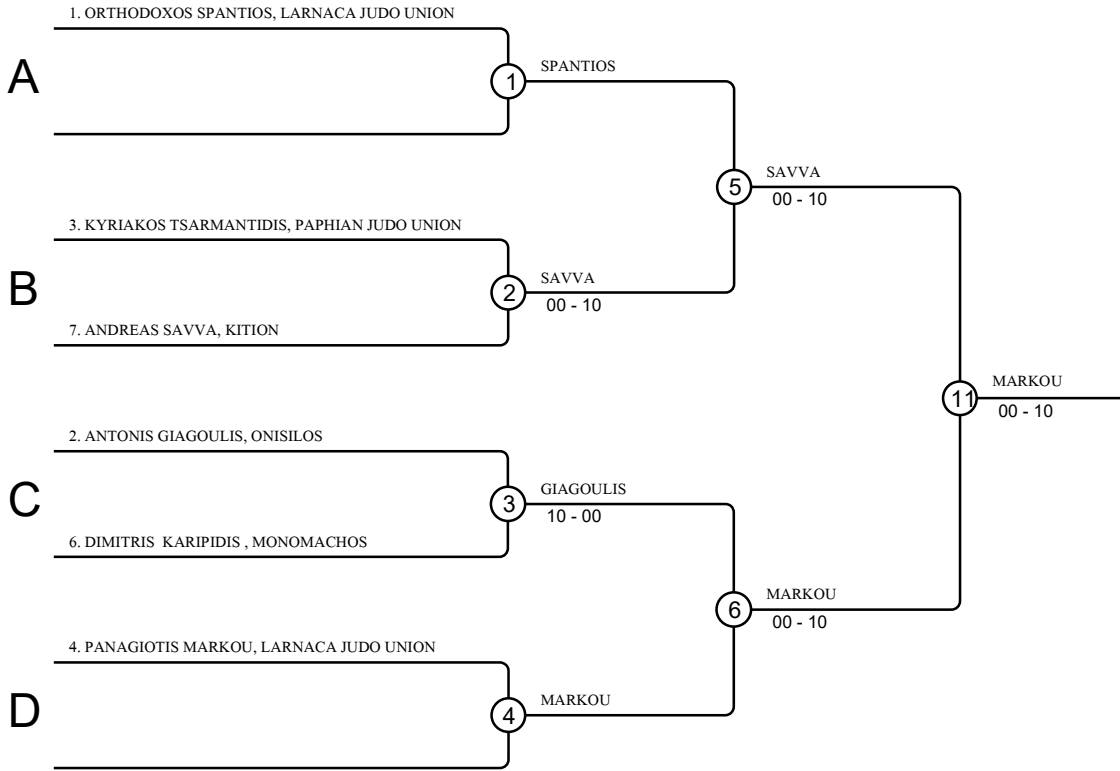 1. ORTHODOXOS SPANTIOS, LARNACA JUDO UNION
A
1
SPANTIOS
5
SAVVA
00 - 10
3. KYRIAKOS TSARMANTIDIS, PAPHIAN JUDO UNION
B
2
SAVVA
00 - 10
7. ANDREAS SAVVA, KITION
11
MARKOU
00 - 10
2. ANTONIS GIAGOULIS, ONISILOS
C
3
GIAGOULIS
10 - 00
6. DIMITRIS  KARIPIDIS , MONOMACHOS
6
MARKOU
00 - 10
4. PANAGIOTIS MARKOU, LARNACA JUDO UNION
D
4
MARKOU